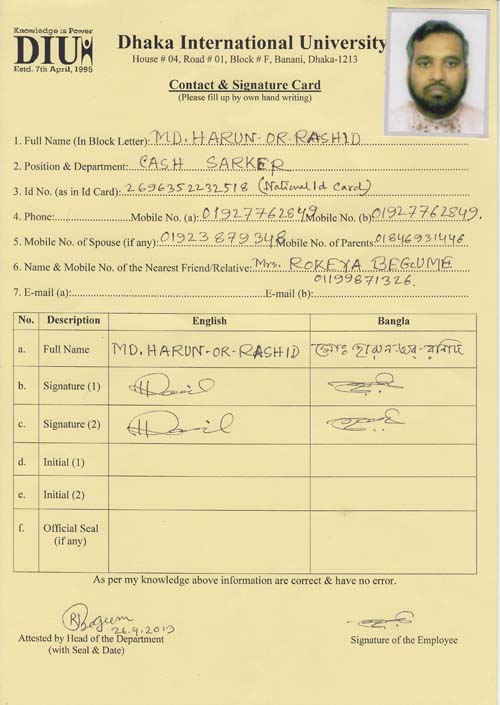 Knowledge is Power
DIU
Estd. 7th April, 1995
Dhaka International University
House # 04, Road # 01, Block # F, Banani, Dhaka-1213
Contact & Signature Card
(Please fill up by own hand writing)
1. Full Name (In Block Letter): MD. HARUN-OR-RASHID
2. Position & Department: CASH SARKER
3. Id No. (as in Id Card): 2696352232518 (National Id Card)
4. Phone: Mobile No. (a): 01927762849 Mobile No. (b) 01927762849.
5. Mobile No. of Spouse (if any): 01923879348 Mobile No. of Parents: 01846931446
6. Name & Mobile No. of the Nearest Friend/Relative: Mrs. ROKEYA BEGUME
01199871326.
7. E-mail (a): E-mail (b):
No. Description English Bangla
a. Full Name MD. HARUN-OR-RASHID মোঃ হারুন-অর-রশিদ
b. Signature (1)
c. Signature (2)
d. Initial (1)
e. Initial (2)
f. Official Seal
(if any)
As per my knowledge above information are correct & have no error.
RBegum
26.9.2013
Attested by Head of the Department
(with Seal & Date)
Signature of the Employee